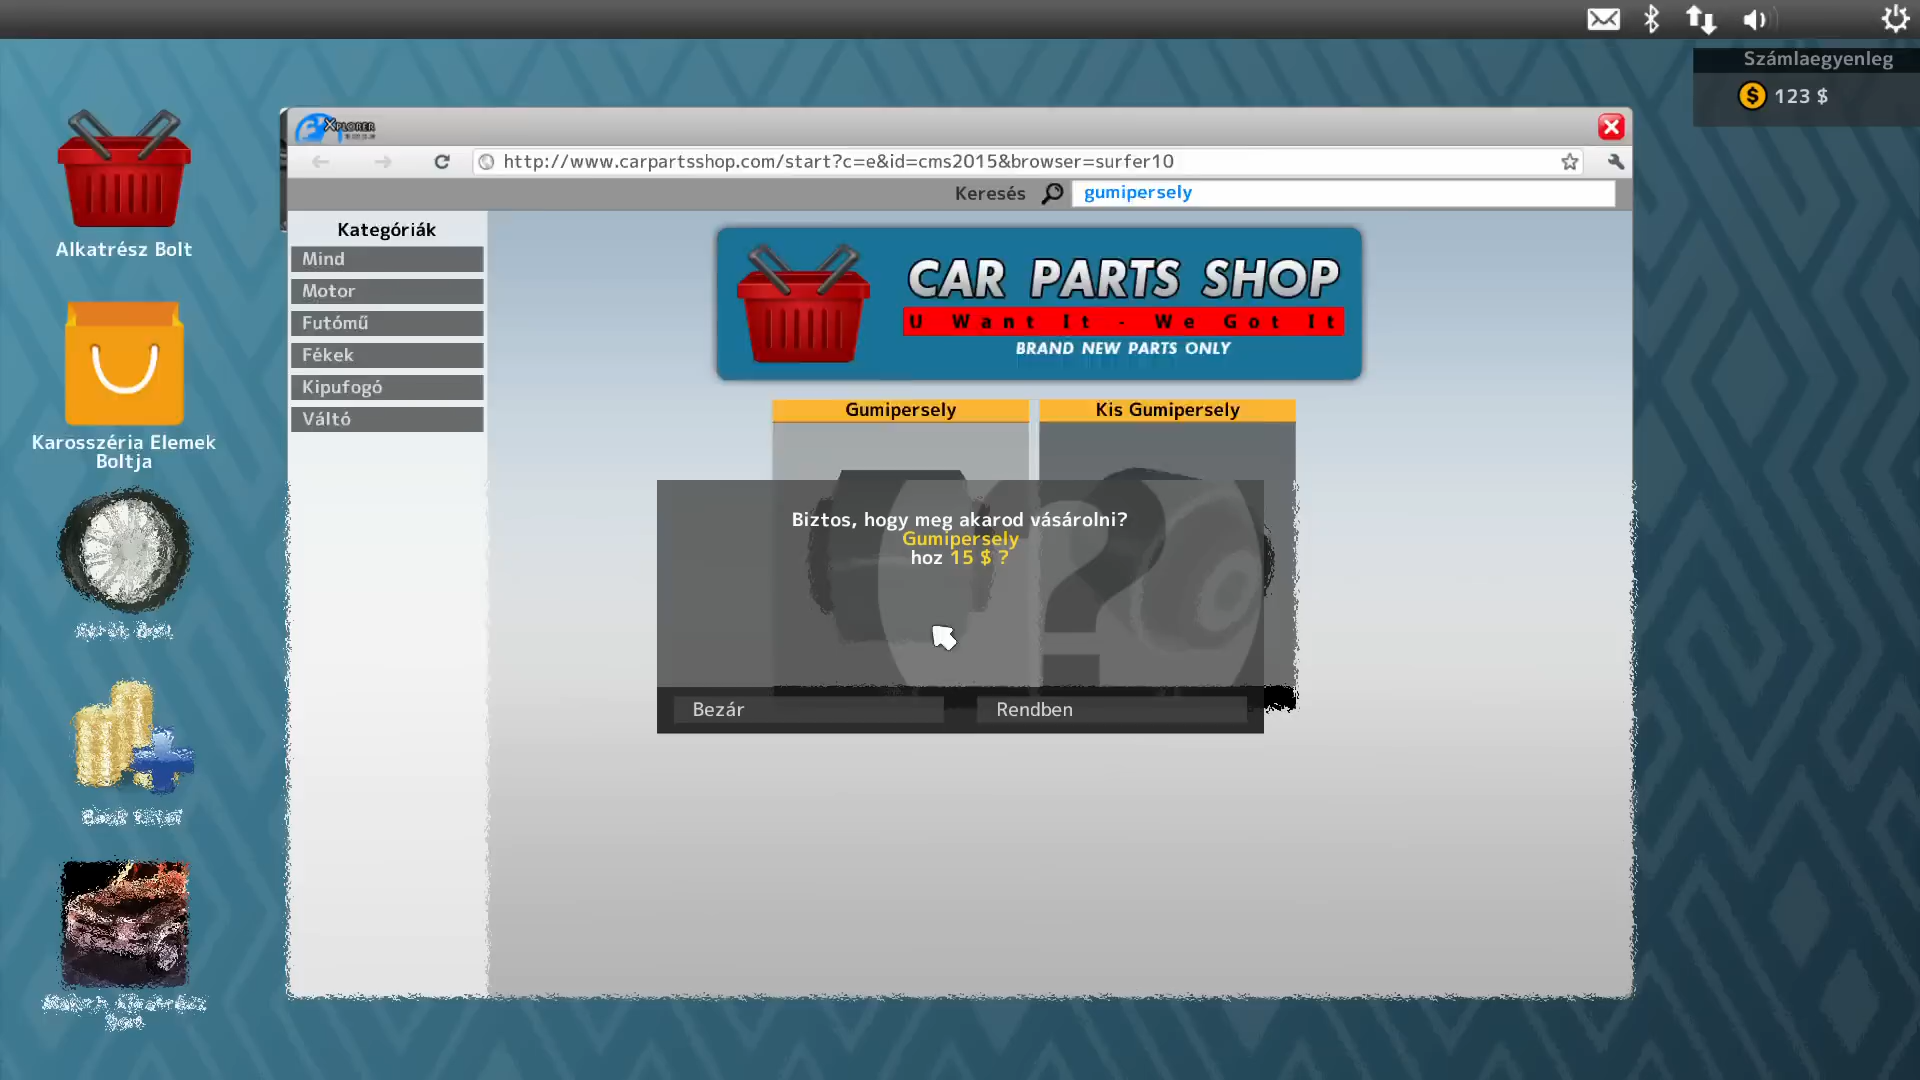 Számlaegyenleg
123 $
Alkatrész Bolt
Karosszéria Elemek
Boltja
XPLORER
http://www.carpartsshop.com/start?c=e&id=cms2015&browser=surfer10
Keresés
gumipersely
Kategóriák
Mind
Motor
Futómű
Fékek
Kipufogó
Váltó
CAR PARTS SHOP
U Want It - We Got It
BRAND NEW PARTS ONLY
Gumipersely
Kis Gumipersely
Biztos, hogy meg akarod vásárolni?
Gumipersely
hoz 15 $ ?
Bezár
Rendben